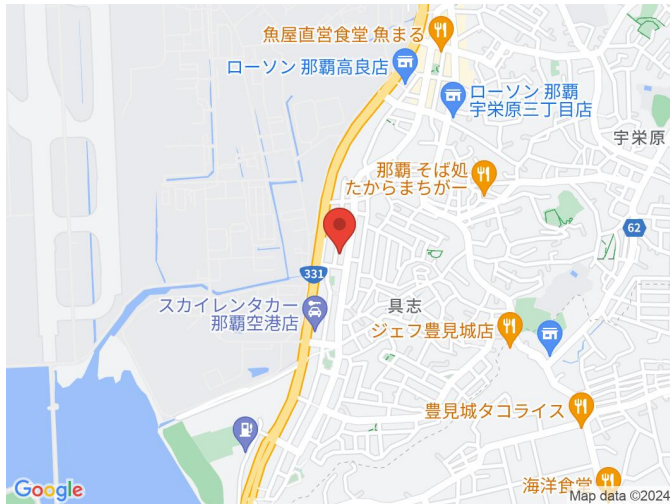 魚屋直営食堂 魚まる
ローソン 那覇高良店
ローソン 那覇
宇栄原三丁目店
宇栄原
那覇 そば処
たからまちがー
62
331
スカイレンタカー
那覇空港店
具志
ジェフ豊見城店
豊見城タコライス
海洋食堂
Google
Map data ©2024